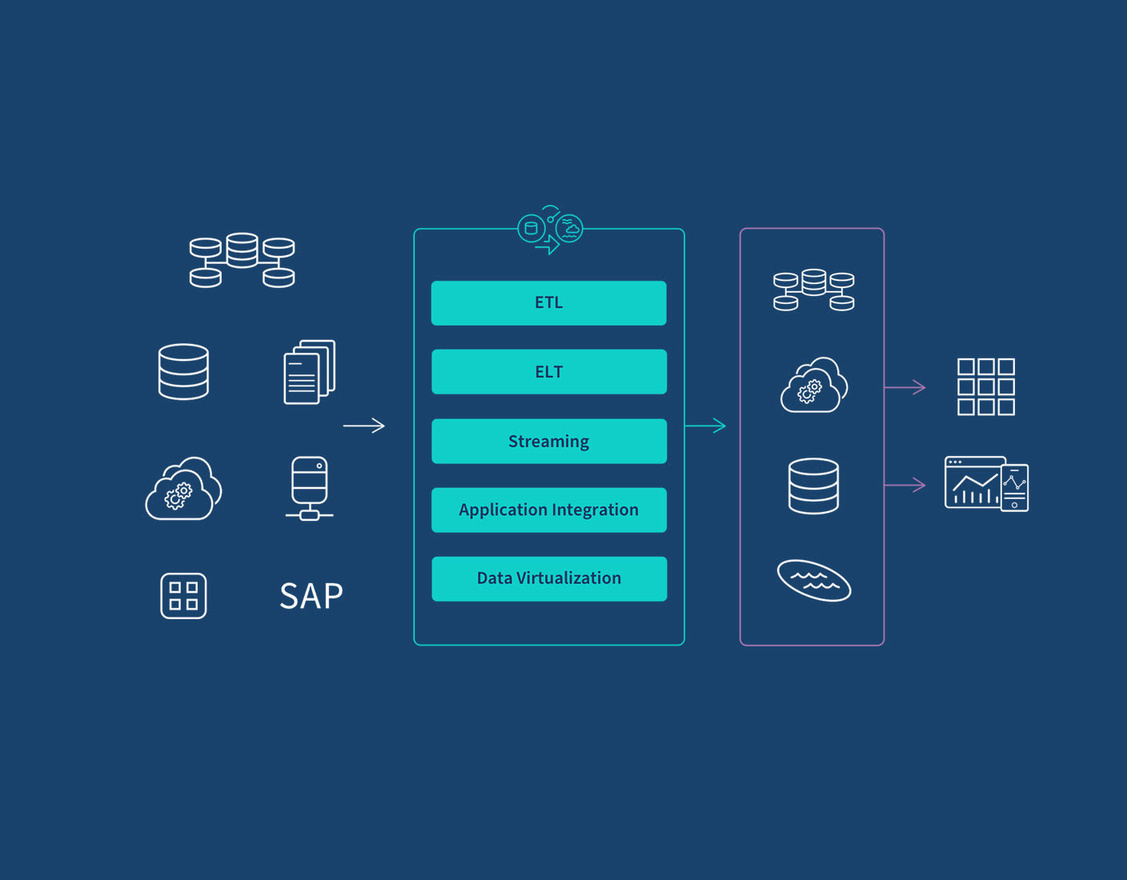 ETL
ELT
Streaming
Application Integration
Data Virtualization
SAP